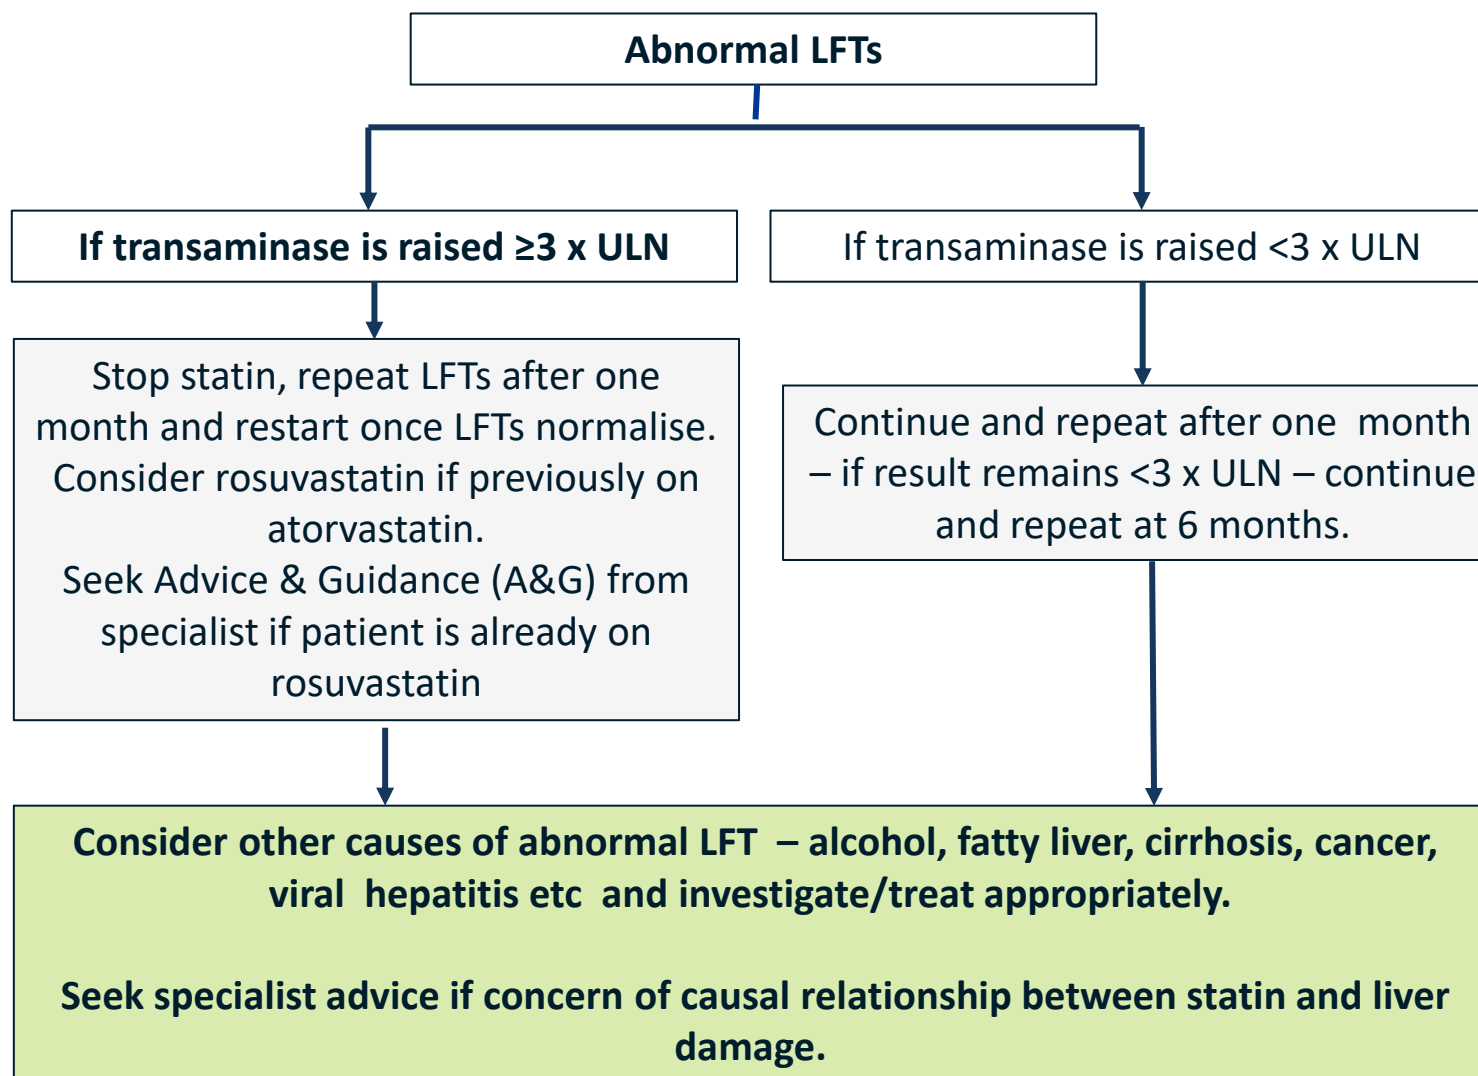 Abnormal LFTs
If transaminase is raised ≥3 x ULN
If transaminase is raised <3 x ULN
Stop statin, repeat LFTs after one
month and restart once LFTs normalise.
Consider rosuvastatin if previously on
atorvastatin.
Seek Advice & Guidance (A&G) from
specialist if patient is already on
rosuvastatin
Continue and repeat after one  month
– if result remains <3 x ULN – continue
and repeat at 6 months.
Consider other causes of abnormal LFT  – alcohol, fatty liver, cirrhosis, cancer,
viral  hepatitis etc  and investigate/treat appropriately.
Seek specialist advice if concern of causal relationship between statin and liver
damage.